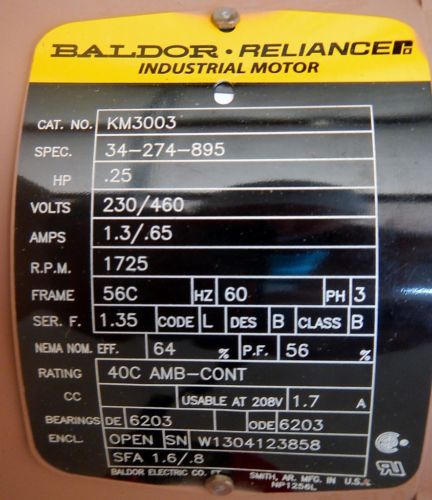 BALDOR · RELIANCE
INDUSTRIAL MOTOR
CAT. NO. KM3003
SPEC. 34-274-895
HP .25
VOLTS 230/460
AMPS 1.3/.65
R.P.M. 1725
FRAME 56C HZ 60 PH 3
SER. F. 1.35 CODE L DES B CLASS B
NEMA NOM. EFF. 64 % P.F. 56 %
RATING 40C AMB-CONT
CC USABLE AT 208V 1.7 A
BEARINGS DE 6203 ODE 6203
ENCL. OPEN SN W1304123858
SFA 1.6/.8
BALDOR ELECTRIC CO. FT. SMITH, AR. MFG. IN U.S.A.
NP1256L